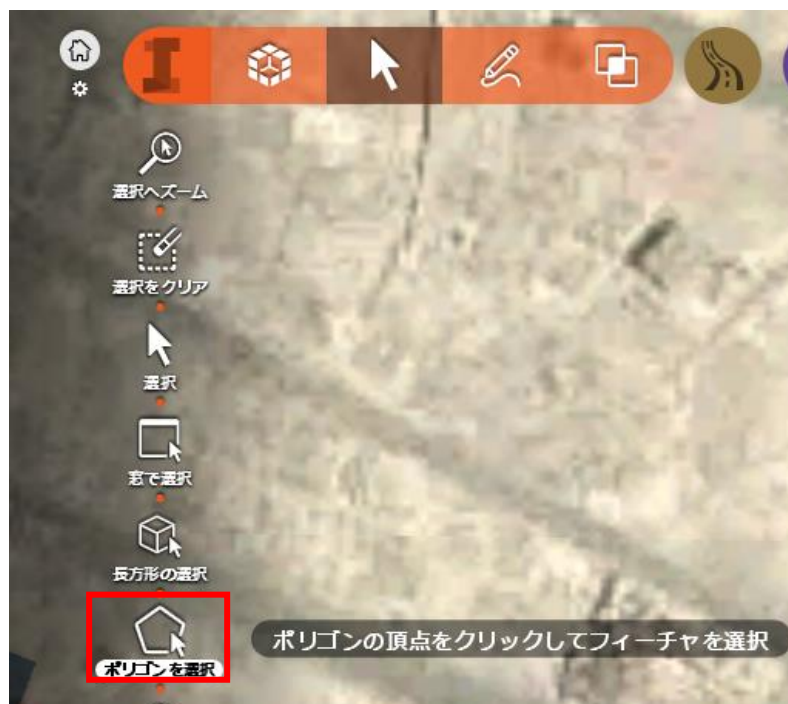 選択へズーム
選択をクリア
選択
窓で選択
長方形の選択
ポリゴンを選択
ポリゴンの頂点をクリックしてフィーチャを選択